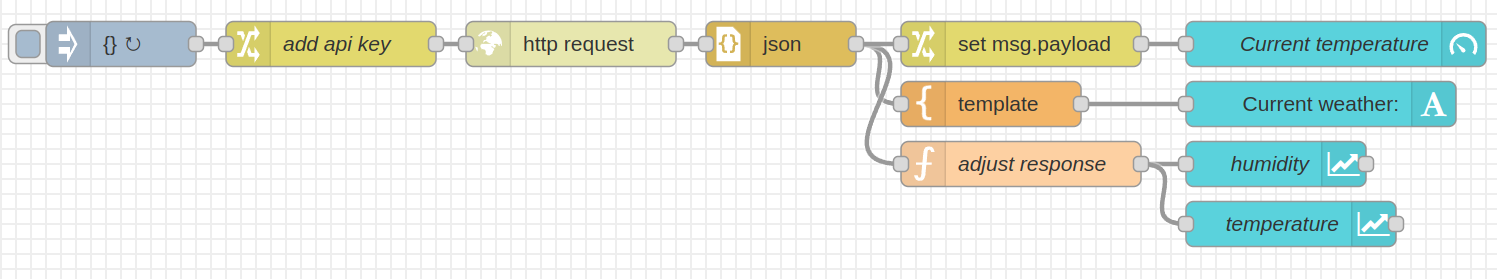 {} ↻
add api key
http request
{}
json
set msg.payload
Current temperature
{
template
Current weather:
A
f
adjust response
humidity
temperature